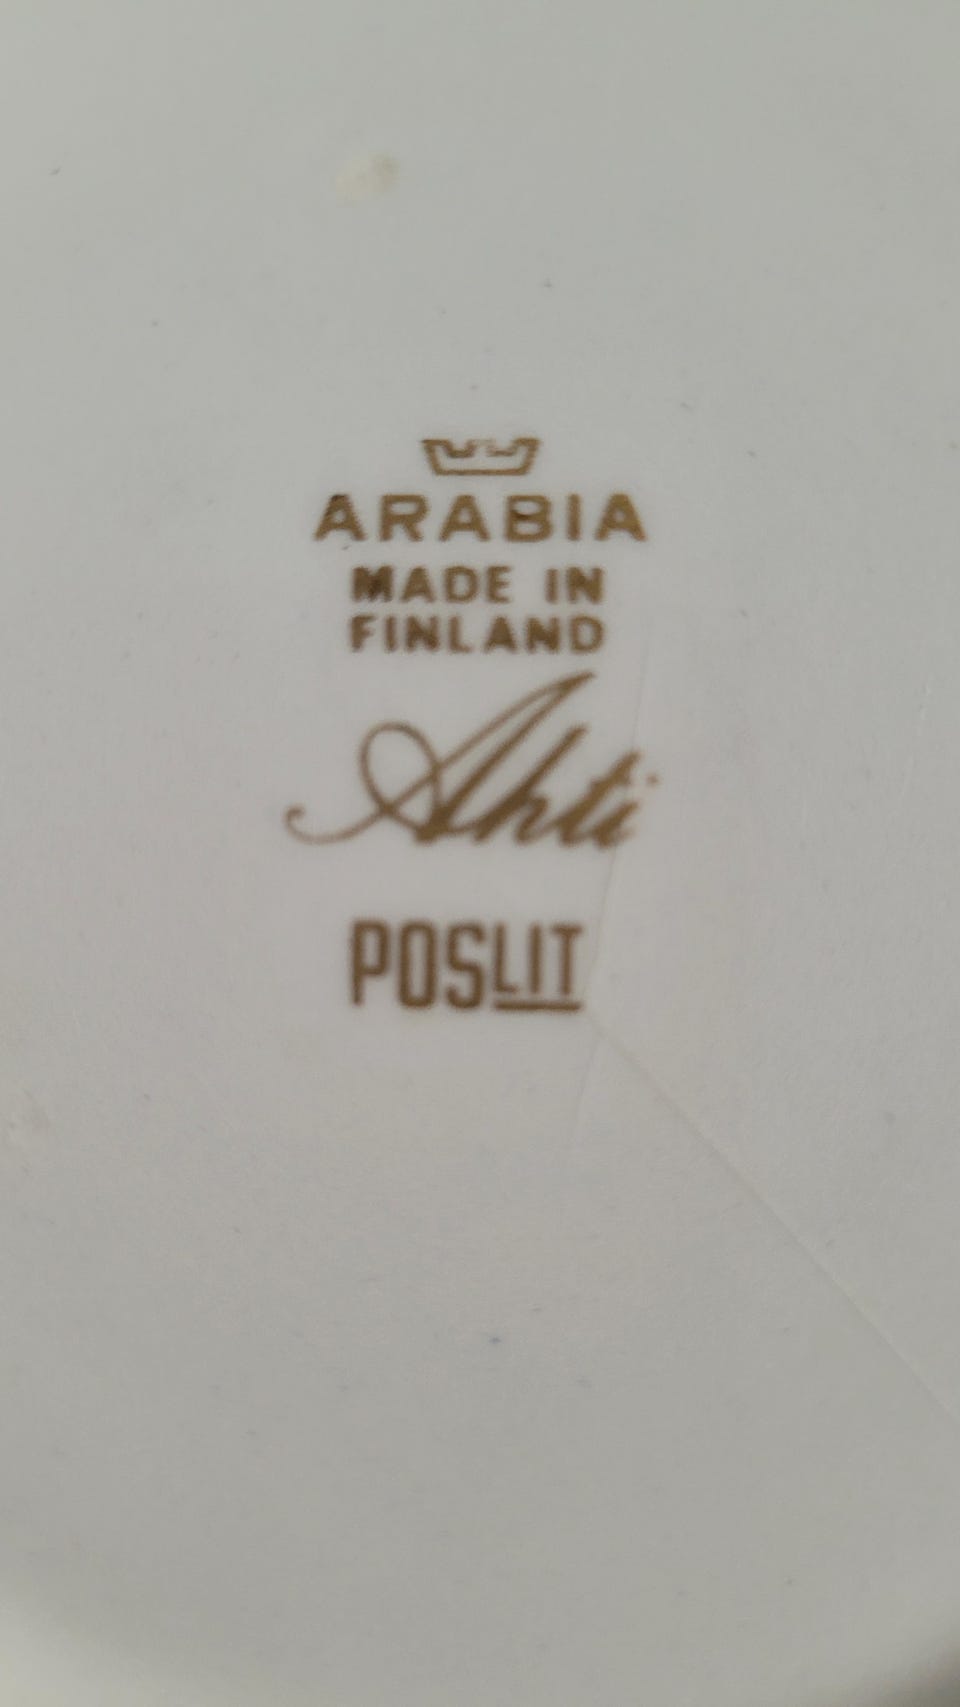 ARABIA
MADE IN
FINLAND
Ahti
POSLIT